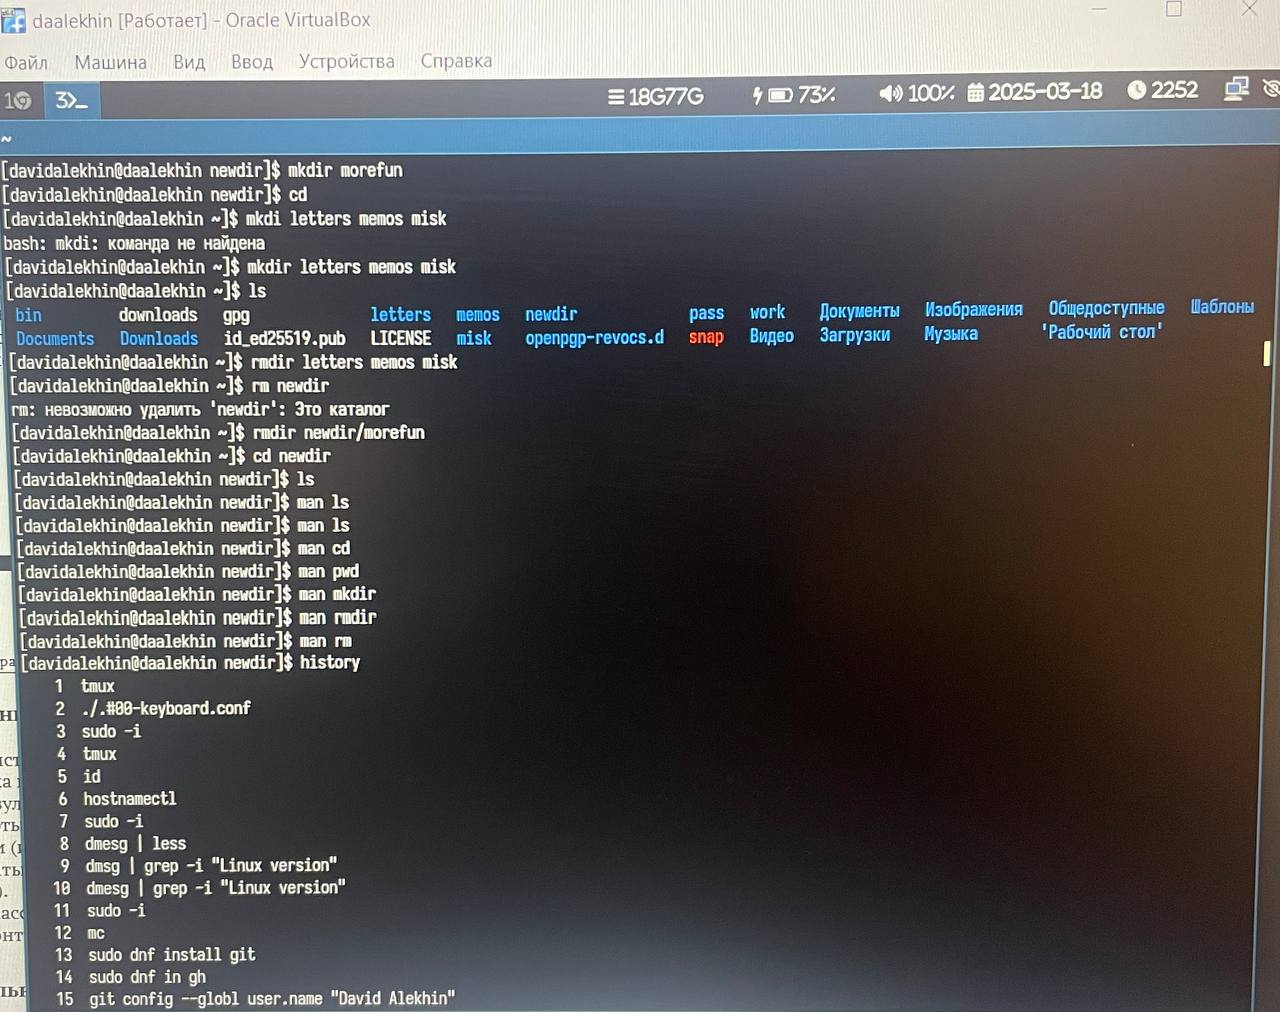 daalekhin [Работает] - Oracle VirtualBox
Файл Машина Вид Ввод Устройства Справка
1 3 18G77G 73% 100% 2025-03-18 2252
~
[davidalekhin@daalekhin newdir]$ mkdir morefun
[davidalekhin@daalekhin newdir]$ cd
[davidalekhin@daalekhin ~]$ mkdi letters memos misk
bash: mkdi: команда не найдена
[davidalekhin@daalekhin ~]$ mkdir letters memos misk
[davidalekhin@daalekhin ~]$ ls
bin downloads gpg letters memos newdir pass work Документы Изображения Общедоступные Шаблоны
Documents Downloads id_ed25519.pub LICENSE misk openpgp-revocs.d snap Видео Загрузки Музыка 'Рабочий стол'
[davidalekhin@daalekhin ~]$ rmdir letters memos misk
[davidalekhin@daalekhin ~]$ rm newdir
rm: невозможно удалить 'newdir': Это каталог
[davidalekhin@daalekhin ~]$ rmdir newdir/morefun
[davidalekhin@daalekhin ~]$ cd newdir
[davidalekhin@daalekhin newdir]$ ls
[davidalekhin@daalekhin newdir]$ man ls
[davidalekhin@daalekhin newdir]$ man ls
[davidalekhin@daalekhin newdir]$ man cd
[davidalekhin@daalekhin newdir]$ man pwd
[davidalekhin@daalekhin newdir]$ man mkdir
[davidalekhin@daalekhin newdir]$ man rmdir
[davidalekhin@daalekhin newdir]$ man rm
[davidalekhin@daalekhin newdir]$ history
1 tmux
2 ./.#00-keyboard.conf
3 sudo -i
4 tmux
5 id
6 hostnamectl
7 sudo -i
8 dmesg | less
9 dmsg | grep -i "Linux version"
10 dmesg | grep -i "Linux version"
11 sudo -i
12 mc
13 sudo dnf install git
14 sudo dnf in gh
15 git config --globl user.name "David Alekhin"